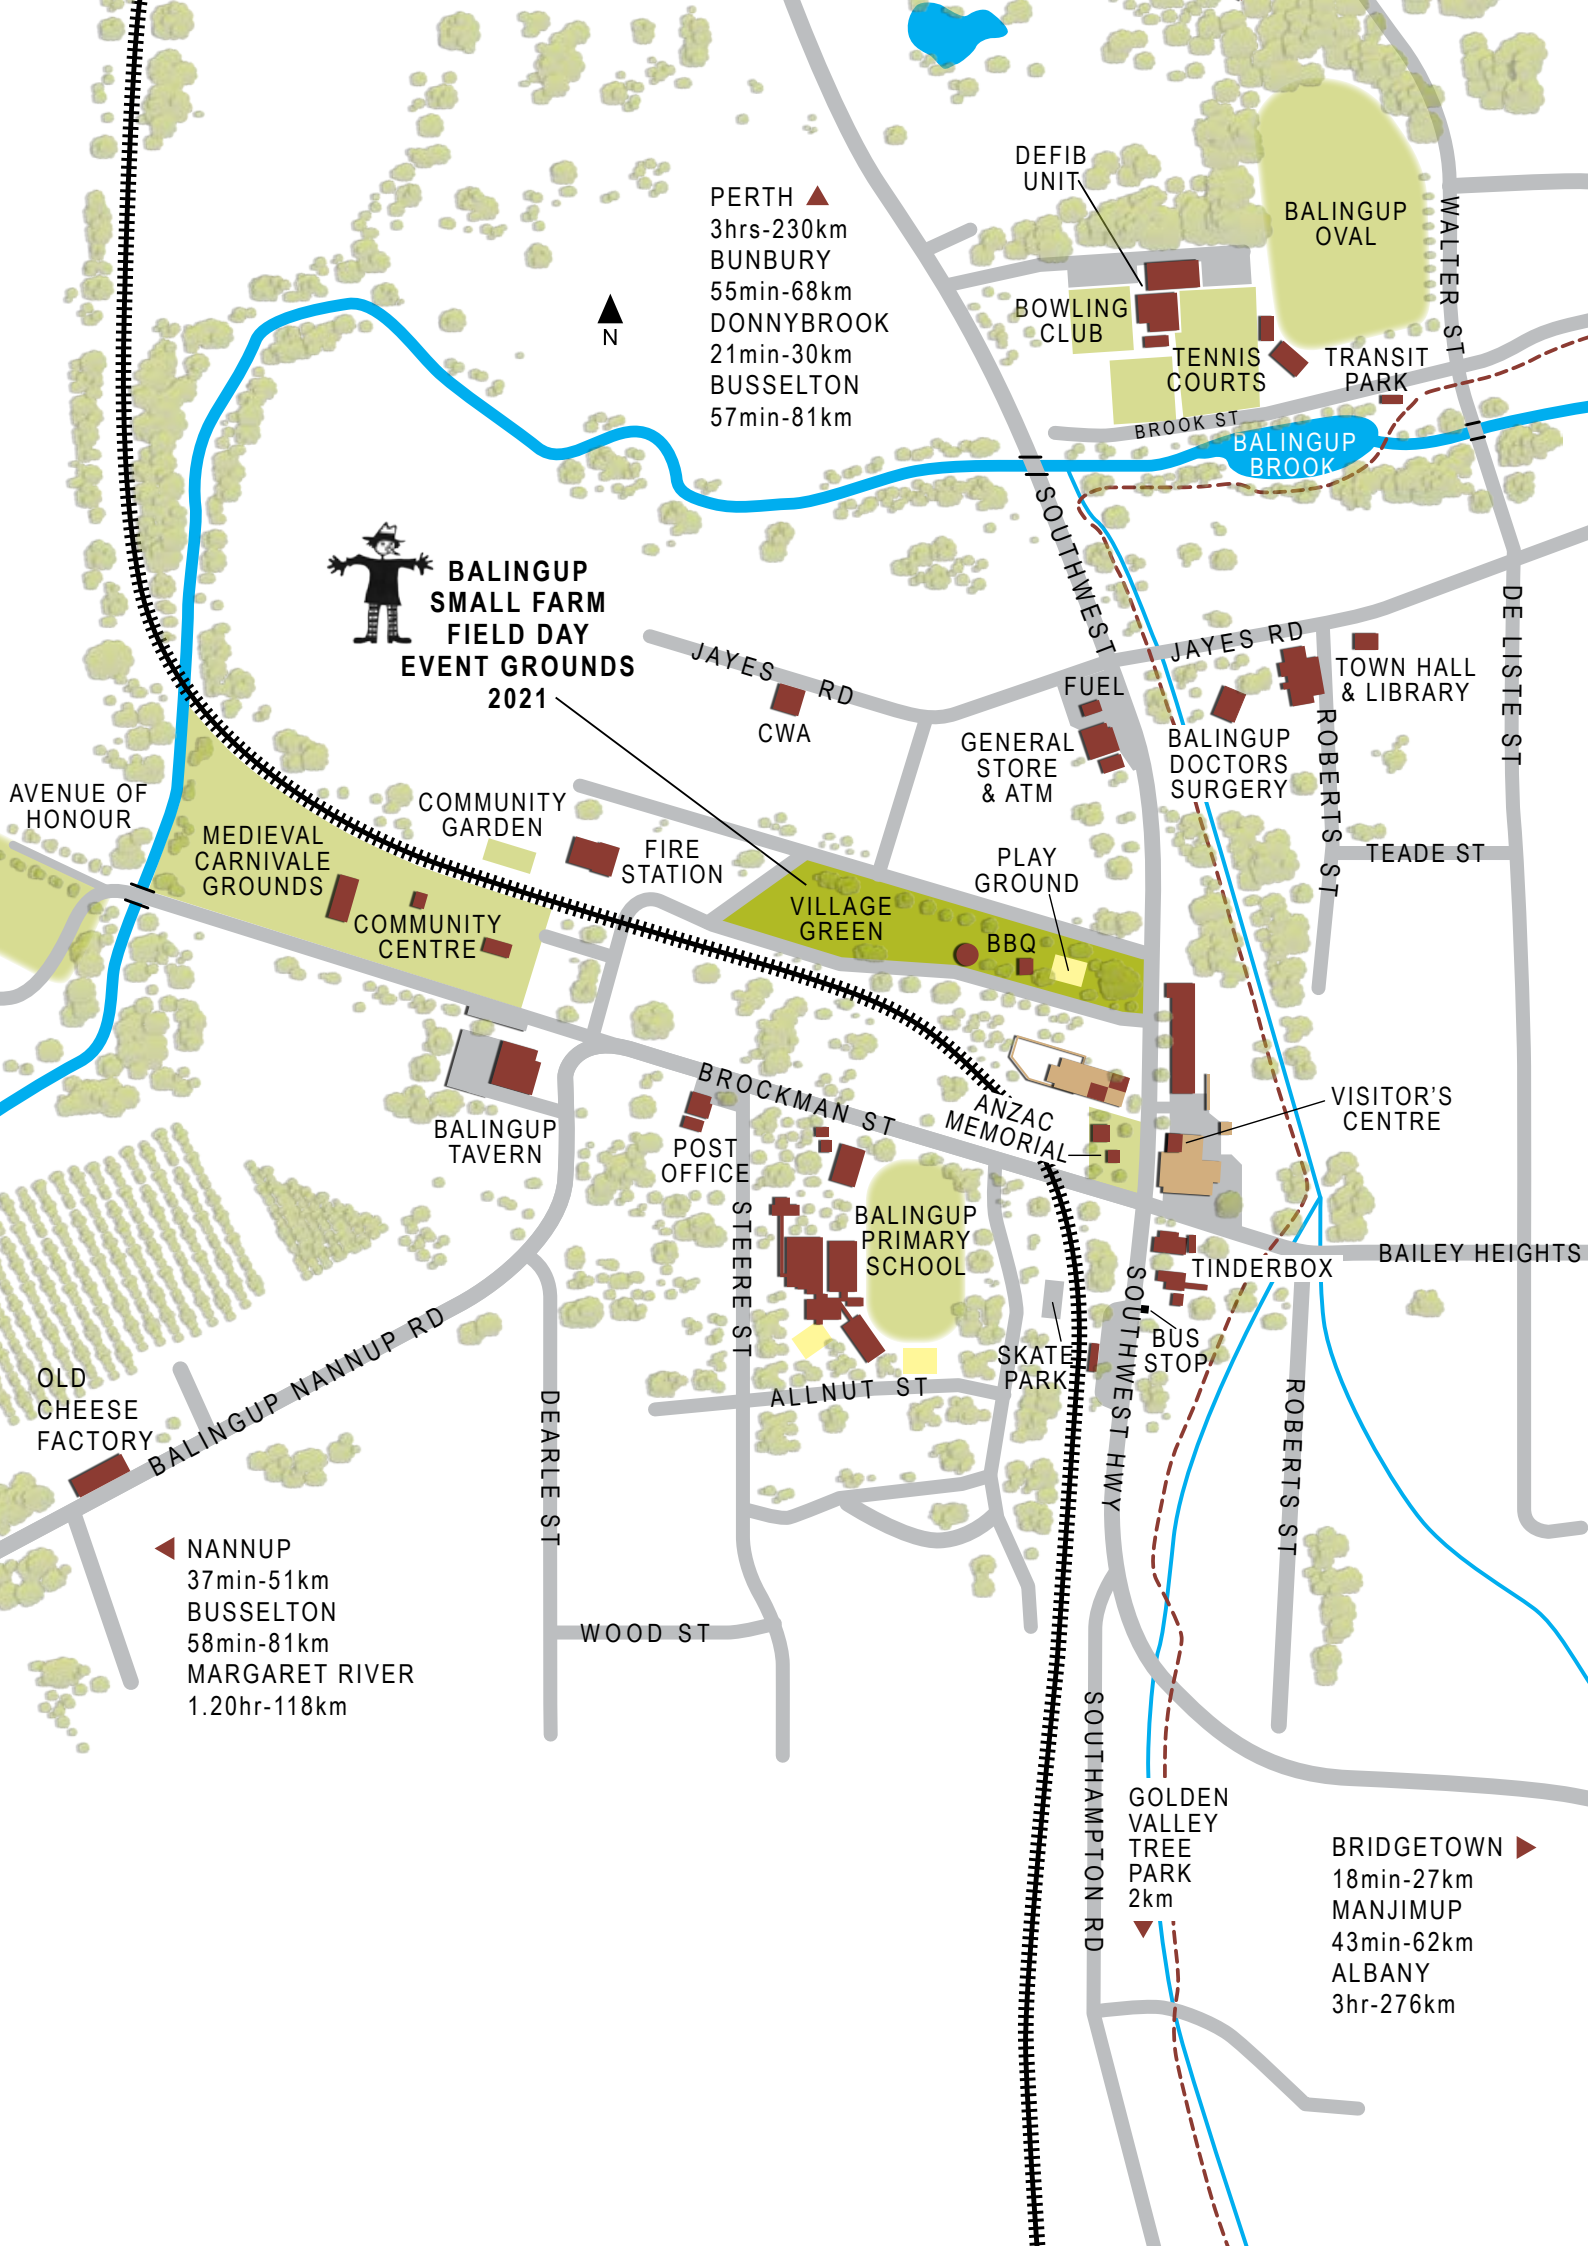 DEFIB
UNIT
PERTH
3hrs-230km
BUNBURY
55min-68km
DONNYBROOK
21min-30km
BUSSELTON
57min-81km
N
BALINGUP
OVAL
WALTER ST
BOWLING
CLUB
TENNIS
COURTS
TRANSIT
PARK
BROOK ST
BALINGUP
BROOK
SOUTHWEST
BALINGUP
SMALL FARM
FIELD DAY
EVENT GROUNDS
2021
JAYES RD
JAYES RD
DE LISTE ST
TOWN HALL
& LIBRARY
FUEL
CWA
GENERAL
STORE
& ATM
BALINGUP
DOCTORS
SURGERY
ROBERTS ST
AVENUE OF
HONOUR
COMMUNITY
GARDEN
MEDIEVAL
CARNIVALE
GROUNDS
FIRE
STATION
PLAY
GROUND
TEADE ST
COMMUNITY
CENTRE
VILLAGE
GREEN
BBQ
BROCKMAN ST
ANZAC
MEMORIAL
VISITOR'S
CENTRE
BALINGUP
TAVERN
POST
OFFICE
STEERE ST
BALINGUP
PRIMARY
SCHOOL
TINDERBOX
BAILEY HEIGHTS
SOUTHWEST HWY
BUS
STOP
SKATE
PARK
ALLNUT ST
OLD
CHEESE
FACTORY
BALINGUP NANNUP RD
DEARLE ST
ROBERTS ST
NANNUP
37min-51km
BUSSELTON
58min-81km
MARGARET RIVER
1.20hr-118km
WOOD ST
SOUTHAMPTON RD
GOLDEN
VALLEY
TREE
PARK
2km
BRIDGETOWN
18min-27km
MANJIMUP
43min-62km
ALBANY
3hr-276km